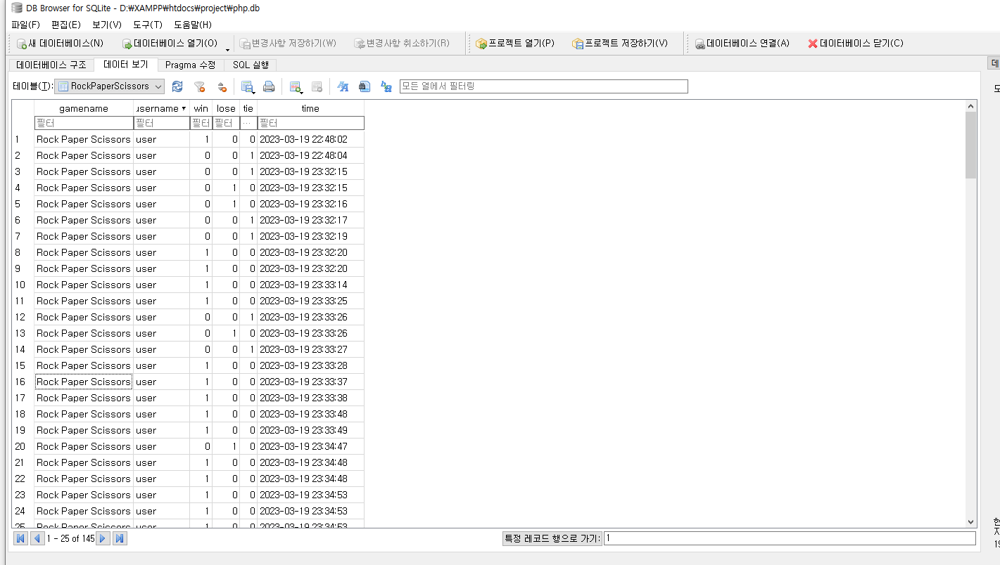 DB Browser for SQLite - D:₩XAMPP₩htdocs₩project₩php.db
파일(F) 편집(E) 보기(V) 도구(T) 도움말(H)
새 데이터베이스(N) 데이터베이스 열기(O) 변경사항 저장하기(W) 변경사항 취소하기(R) 프로젝트 열기(P) 프로젝트 저장하기(V) 데이터베이스 연결(A) 데이터베이스 닫기(C)
데이터베이스 구조 데이터 보기 Pragma 수정 SQL 실행
테이블(T): RockPaperScissors 모든 열에서 필터링
gamename username win lose tie time
필터 필터 필터 필터 ... 필터
1 Rock Paper Scissors user 1 0 0 2023-03-19 22:48:02
2 Rock Paper Scissors user 0 0 1 2023-03-19 22:48:04
3 Rock Paper Scissors user 0 0 1 2023-03-19 23:32:15
4 Rock Paper Scissors user 0 1 0 2023-03-19 23:32:15
5 Rock Paper Scissors user 0 1 0 2023-03-19 23:32:16
6 Rock Paper Scissors user 0 0 1 2023-03-19 23:32:17
7 Rock Paper Scissors user 0 0 1 2023-03-19 23:32:19
8 Rock Paper Scissors user 1 0 0 2023-03-19 23:32:20
9 Rock Paper Scissors user 1 0 0 2023-03-19 23:32:20
10 Rock Paper Scissors user 1 0 0 2023-03-19 23:33:14
11 Rock Paper Scissors user 1 0 0 2023-03-19 23:33:25
12 Rock Paper Scissors user 0 0 1 2023-03-19 23:33:26
13 Rock Paper Scissors user 0 1 0 2023-03-19 23:33:26
14 Rock Paper Scissors user 0 0 1 2023-03-19 23:33:27
15 Rock Paper Scissors user 1 0 0 2023-03-19 23:33:28
16 Rock Paper Scissors user 1 0 0 2023-03-19 23:33:37
17 Rock Paper Scissors user 1 0 0 2023-03-19 23:33:38
18 Rock Paper Scissors user 1 0 0 2023-03-19 23:33:48
19 Rock Paper Scissors user 1 0 0 2023-03-19 23:33:49
20 Rock Paper Scissors user 0 1 0 2023-03-19 23:34:47
21 Rock Paper Scissors user 1 0 0 2023-03-19 23:34:48
22 Rock Paper Scissors user 1 0 0 2023-03-19 23:34:48
23 Rock Paper Scissors user 1 0 0 2023-03-19 23:34:53
24 Rock Paper Scissors user 1 0 0 2023-03-19 23:34:53
25 Rock Paper Scissors user 1 0 0 2023-03-19 23:34:53
1 - 25 of 145 특정 레코드 행으로 가기: 1